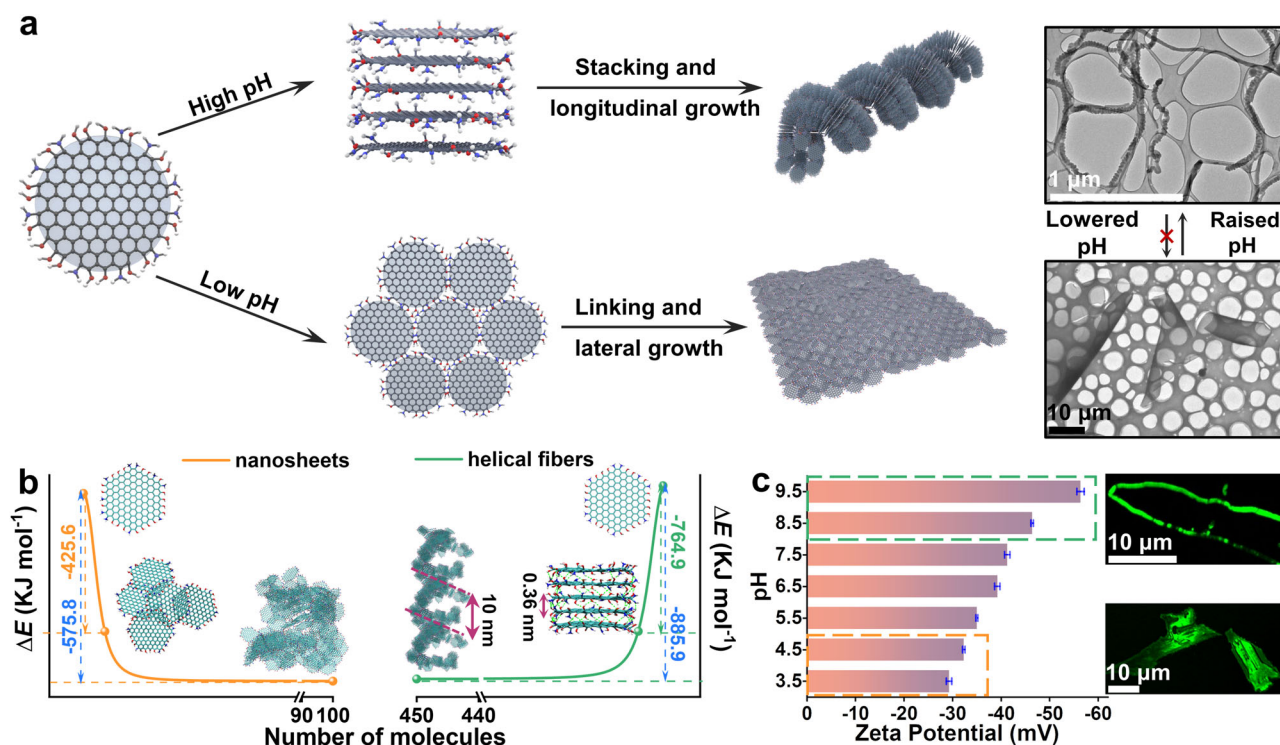 a
High pH
Stacking and
longitudinal growth
1 µm
Lowered
pH
Raised
pH
Low pH
Linking and
lateral growth
10 µm
b
nanosheets
helical fibers
ΔE (KJ mol⁻¹)
-425.6
-575.8
10 nm
0.36 nm
-764.9
-885.9
ΔE (KJ mol⁻¹)
90 100
450 440
Number of molecules
c
pH
9.5
8.5
7.5
6.5
5.5
4.5
3.5
0 -10 -20 -30 -40 -50 -60
Zeta Potential (mV)
10 µm
10 µm